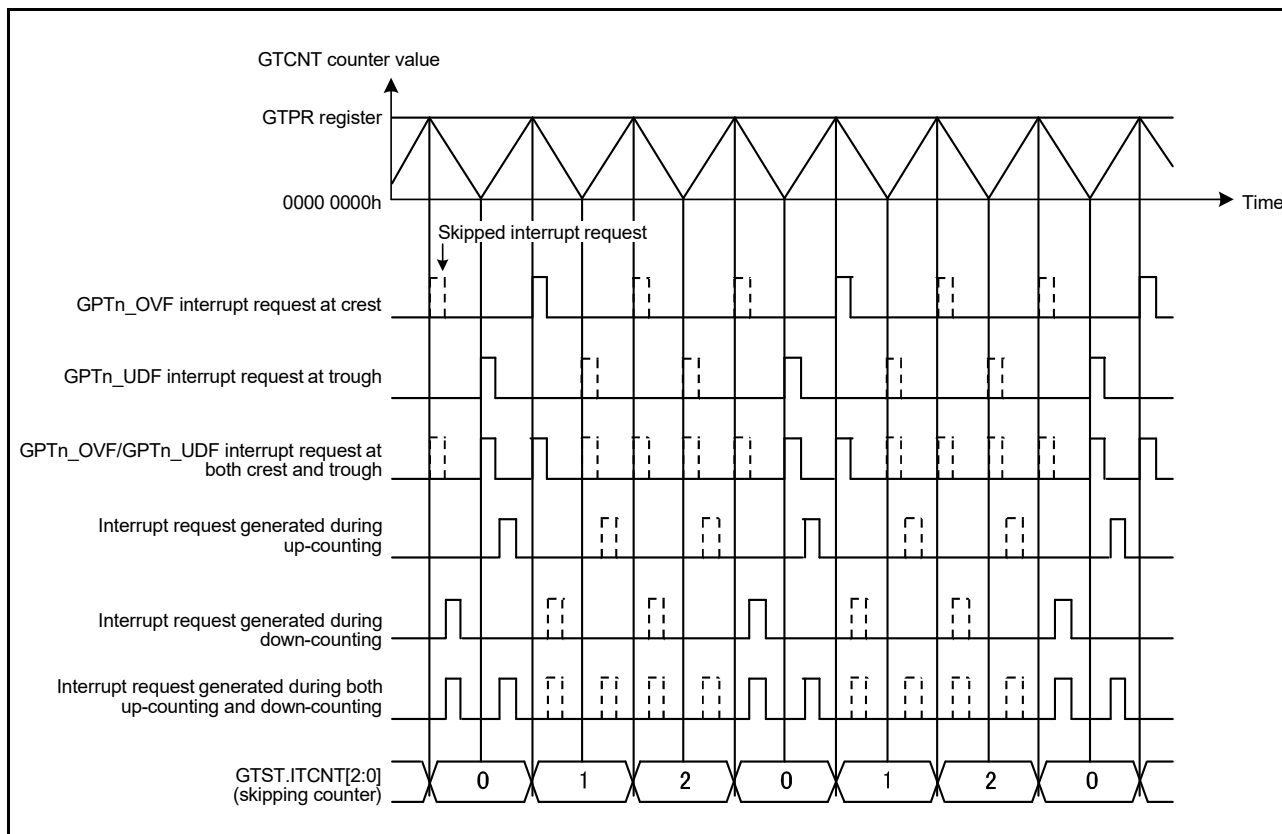 GTCNT counter value
GTPR register
0000 0000h
Time
Skipped interrupt request
GPTn_OVF interrupt request at crest
GPTn_UDF interrupt request at trough
GPTn_OVF/GPTn_UDF interrupt request at
both crest and trough
Interrupt request generated during
up-counting
Interrupt request generated during
down-counting
Interrupt request generated during both
up-counting and down-counting
GTST.ITCNT[2:0]
(skipping counter)
0 1 2 0 1 2 0